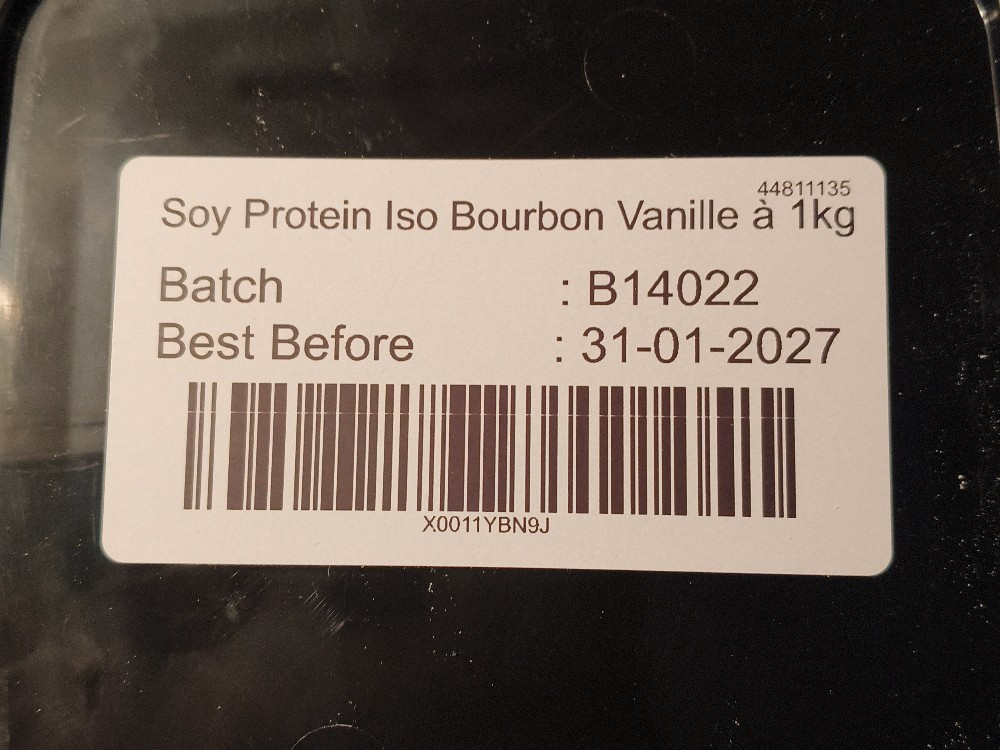 44811135
Soy Protein Iso Bourbon Vanille à 1kg
Batch : B14022
Best Before : 31-01-2027
X0011YBN9J